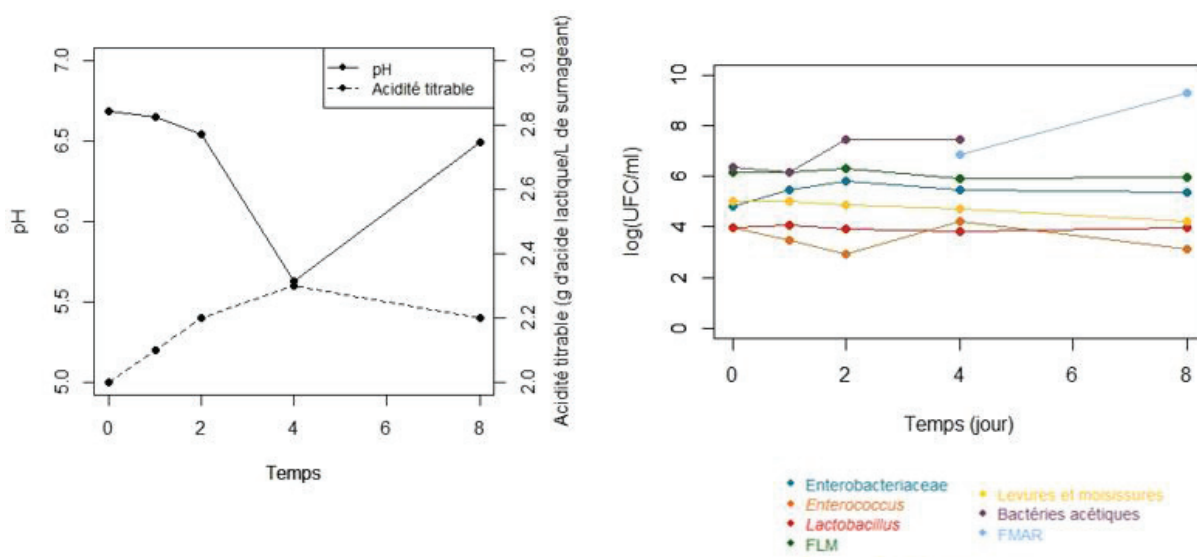 pH
Acidité titrable
7.0
6.5
6.0
5.5
5.0
pH
3.0
2.8
2.6
2.4
2.2
2.0
Acidité titrable (g d'acide lactique/L de surnageant)
0 2 4 6 8
Temps
10
8
6
4
2
0
log(UFC/ml)
0 2 4 6 8
Temps (jour)
Enterobacteriaceae
Enterococcus
Lactobacillus
FLM
Levures et moisissures
Bactéries acétiques
FMAR